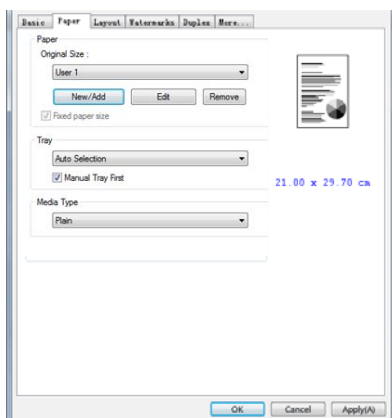 Basic Paper Layout Watermarks Duplex More...
Paper
Original Size :
User 1
New/Add Edit Remove
Fixed paper size
Tray
Auto Selection
Manual Tray First
21.00 x 29.70 cm
Media Type
Plain
OK Cancel Apply(A)